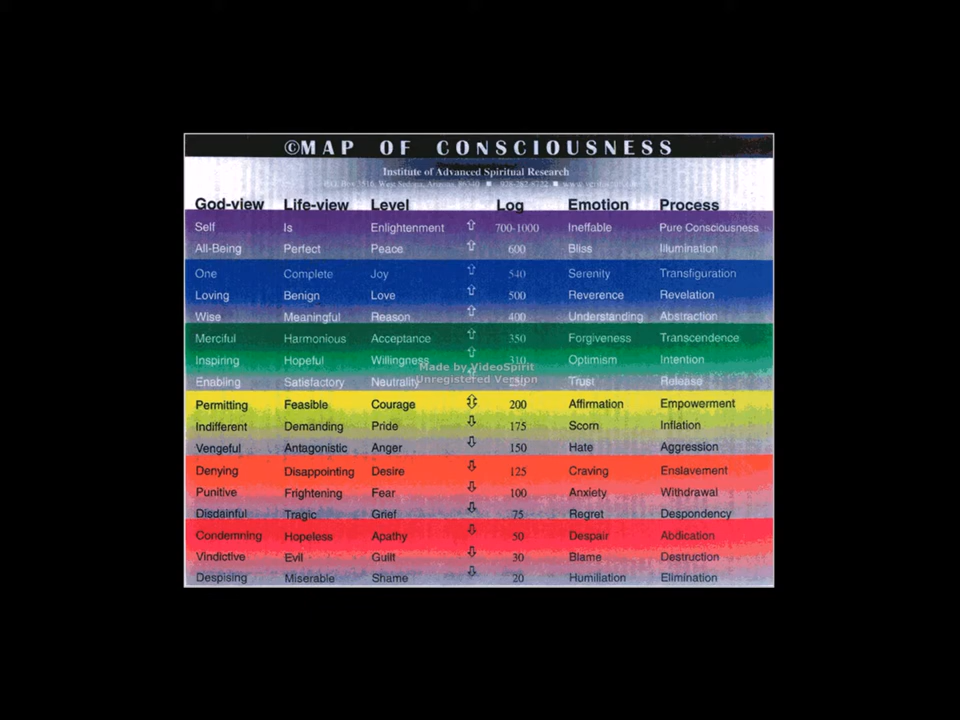 ©MAP OF CONSCIOUSNESS
Institute of Advanced Spiritual Research
God-view Life-view Level Log Emotion Process
Self Is Enlightenment ⇧ 700-1000 Ineffable Pure Consciousness
All-Being Perfect Peace ⇧ 600 Bliss Illumination
One Complete Joy ⇧ 540 Serenity Transfiguration
Loving Benign Love ⇧ 500 Reverence Revelation
Wise Meaningful Reason ⇧ 400 Understanding Abstraction
Merciful Harmonious Acceptance ⇧ 350 Forgiveness Transcendence
Inspiring Hopeful Willingness ⇧ 310 Optimism Intention
Made by VideoSpirit
Enabling Satisfactory Neutrality Trust Release
Unregistered Version
Permitting Feasible Courage ⇳ 200 Affirmation Empowerment
Indifferent Demanding Pride ⇩ 175 Scorn Inflation
Vengeful Antagonistic Anger ⇩ 150 Hate Aggression
Denying Disappointing Desire ⇩ 125 Craving Enslavement
Punitive Frightening Fear ⇩ 100 Anxiety Withdrawal
Disdainful Tragic Grief ⇩ 75 Regret Despondency
Condemning Hopeless Apathy ⇩ 50 Despair Abdication
Vindictive Evil Guilt ⇩ 30 Blame Destruction
Despising Miserable Shame ⇩ 20 Humiliation Elimination